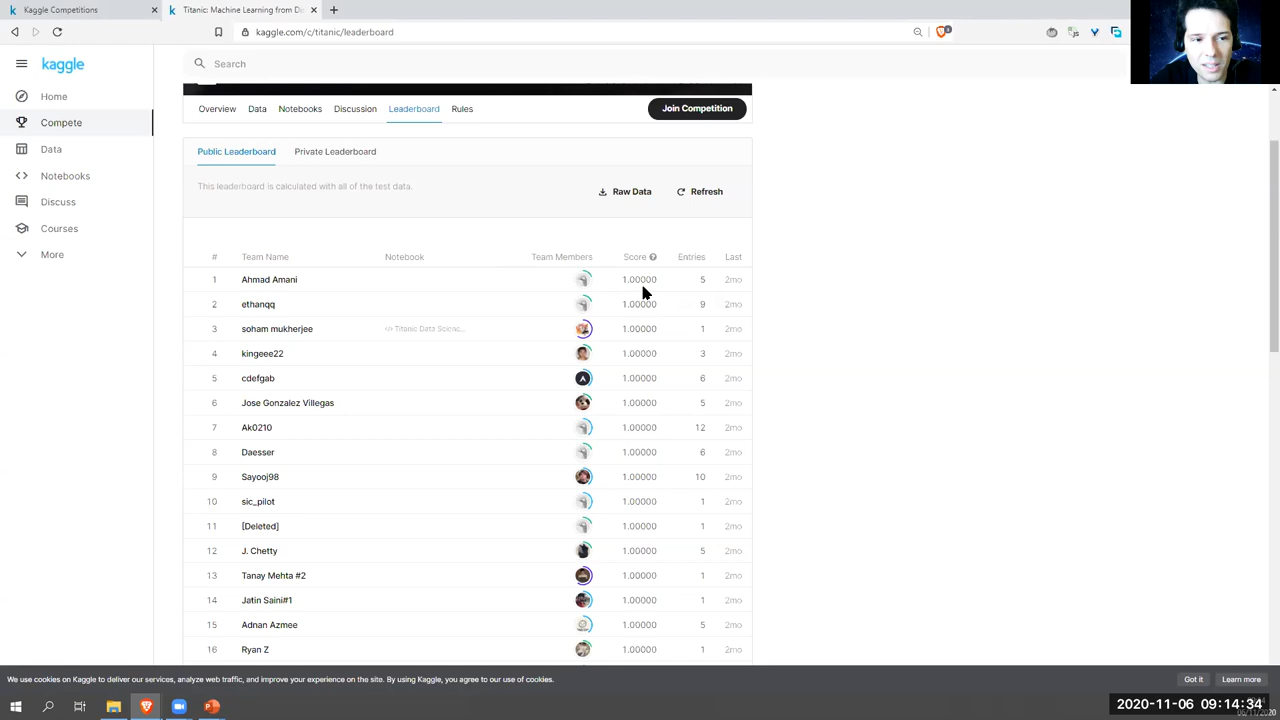 Kaggle Competitions
Titanic: Machine Learning from Da
kaggle.com/c/titanic/leaderboard
kaggle
Search
Home
Compete
Data
Notebooks
Discuss
Courses
More
Overview Data Notebooks Discussion Leaderboard Rules Join Competition
Public Leaderboard Private Leaderboard
This leaderboard is calculated with all of the test data.
Raw Data Refresh
# Team Name Notebook Team Members Score Entries Last
1 Ahmad Amani 1.00000 5 2mo
2 ethanqq 1.00000 9 2mo
3 soham mukherjee <> Titanic Data Scienc... 1.00000 1 2mo
4 kingeee22 1.00000 3 2mo
5 cdefgab 1.00000 6 2mo
6 Jose Gonzalez Villegas 1.00000 5 2mo
7 Ak0210 1.00000 12 2mo
8 Daesser 1.00000 6 2mo
9 Sayooj98 1.00000 10 2mo
10 sic_pilot 1.00000 1 2mo
11 [Deleted] 1.00000 1 2mo
12 J. Chetty 1.00000 5 2mo
13 Tanay Mehta #2 1.00000 1 2mo
14 Jatin Saini#1 1.00000 1 2mo
15 Adnan Azmee 1.00000 5 2mo
16 Ryan Z 1.00000 1 2mo
We use cookies on Kaggle to deliver our services, analyze web traffic, and improve your experience on the site. By using Kaggle, you agree to our use of cookies.
Got it Learn more
2020-11-06 09:14:34
06/11/2020